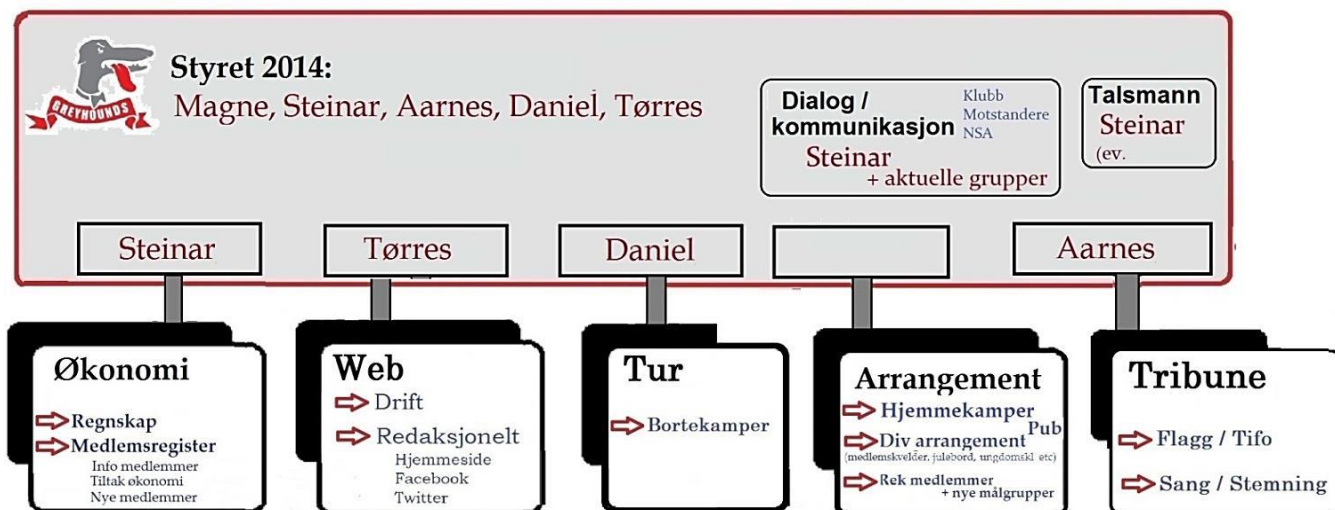 GREYHOUNDS
Styret 2014:
Magne, Steinar, Aarnes, Daniel, Tørres
Dialog /
kommunikasjon
Klubb
Motstandere
NSA
Steinar
+ aktuelle grupper
Talsmann
Steinar
(ev.
Steinar
Tørres
Daniel
Aarnes
Økonomi
Regnskap
Medlemsregister
Info medlemmer
Tiltak økonomi
Nye medlemmer
Web
Drift
Redaksjonelt
Hjemmeside
Facebook
Twitter
Tur
Bortekamper
Arrangement
Hjemmekamper
Pub
Div arrangement
(medlemskvelder, julebord, ungdomskl etc)
Rek medlemmer
+ nye målgrupper
Tribune
Flagg / Tifo
Sang / Stemning